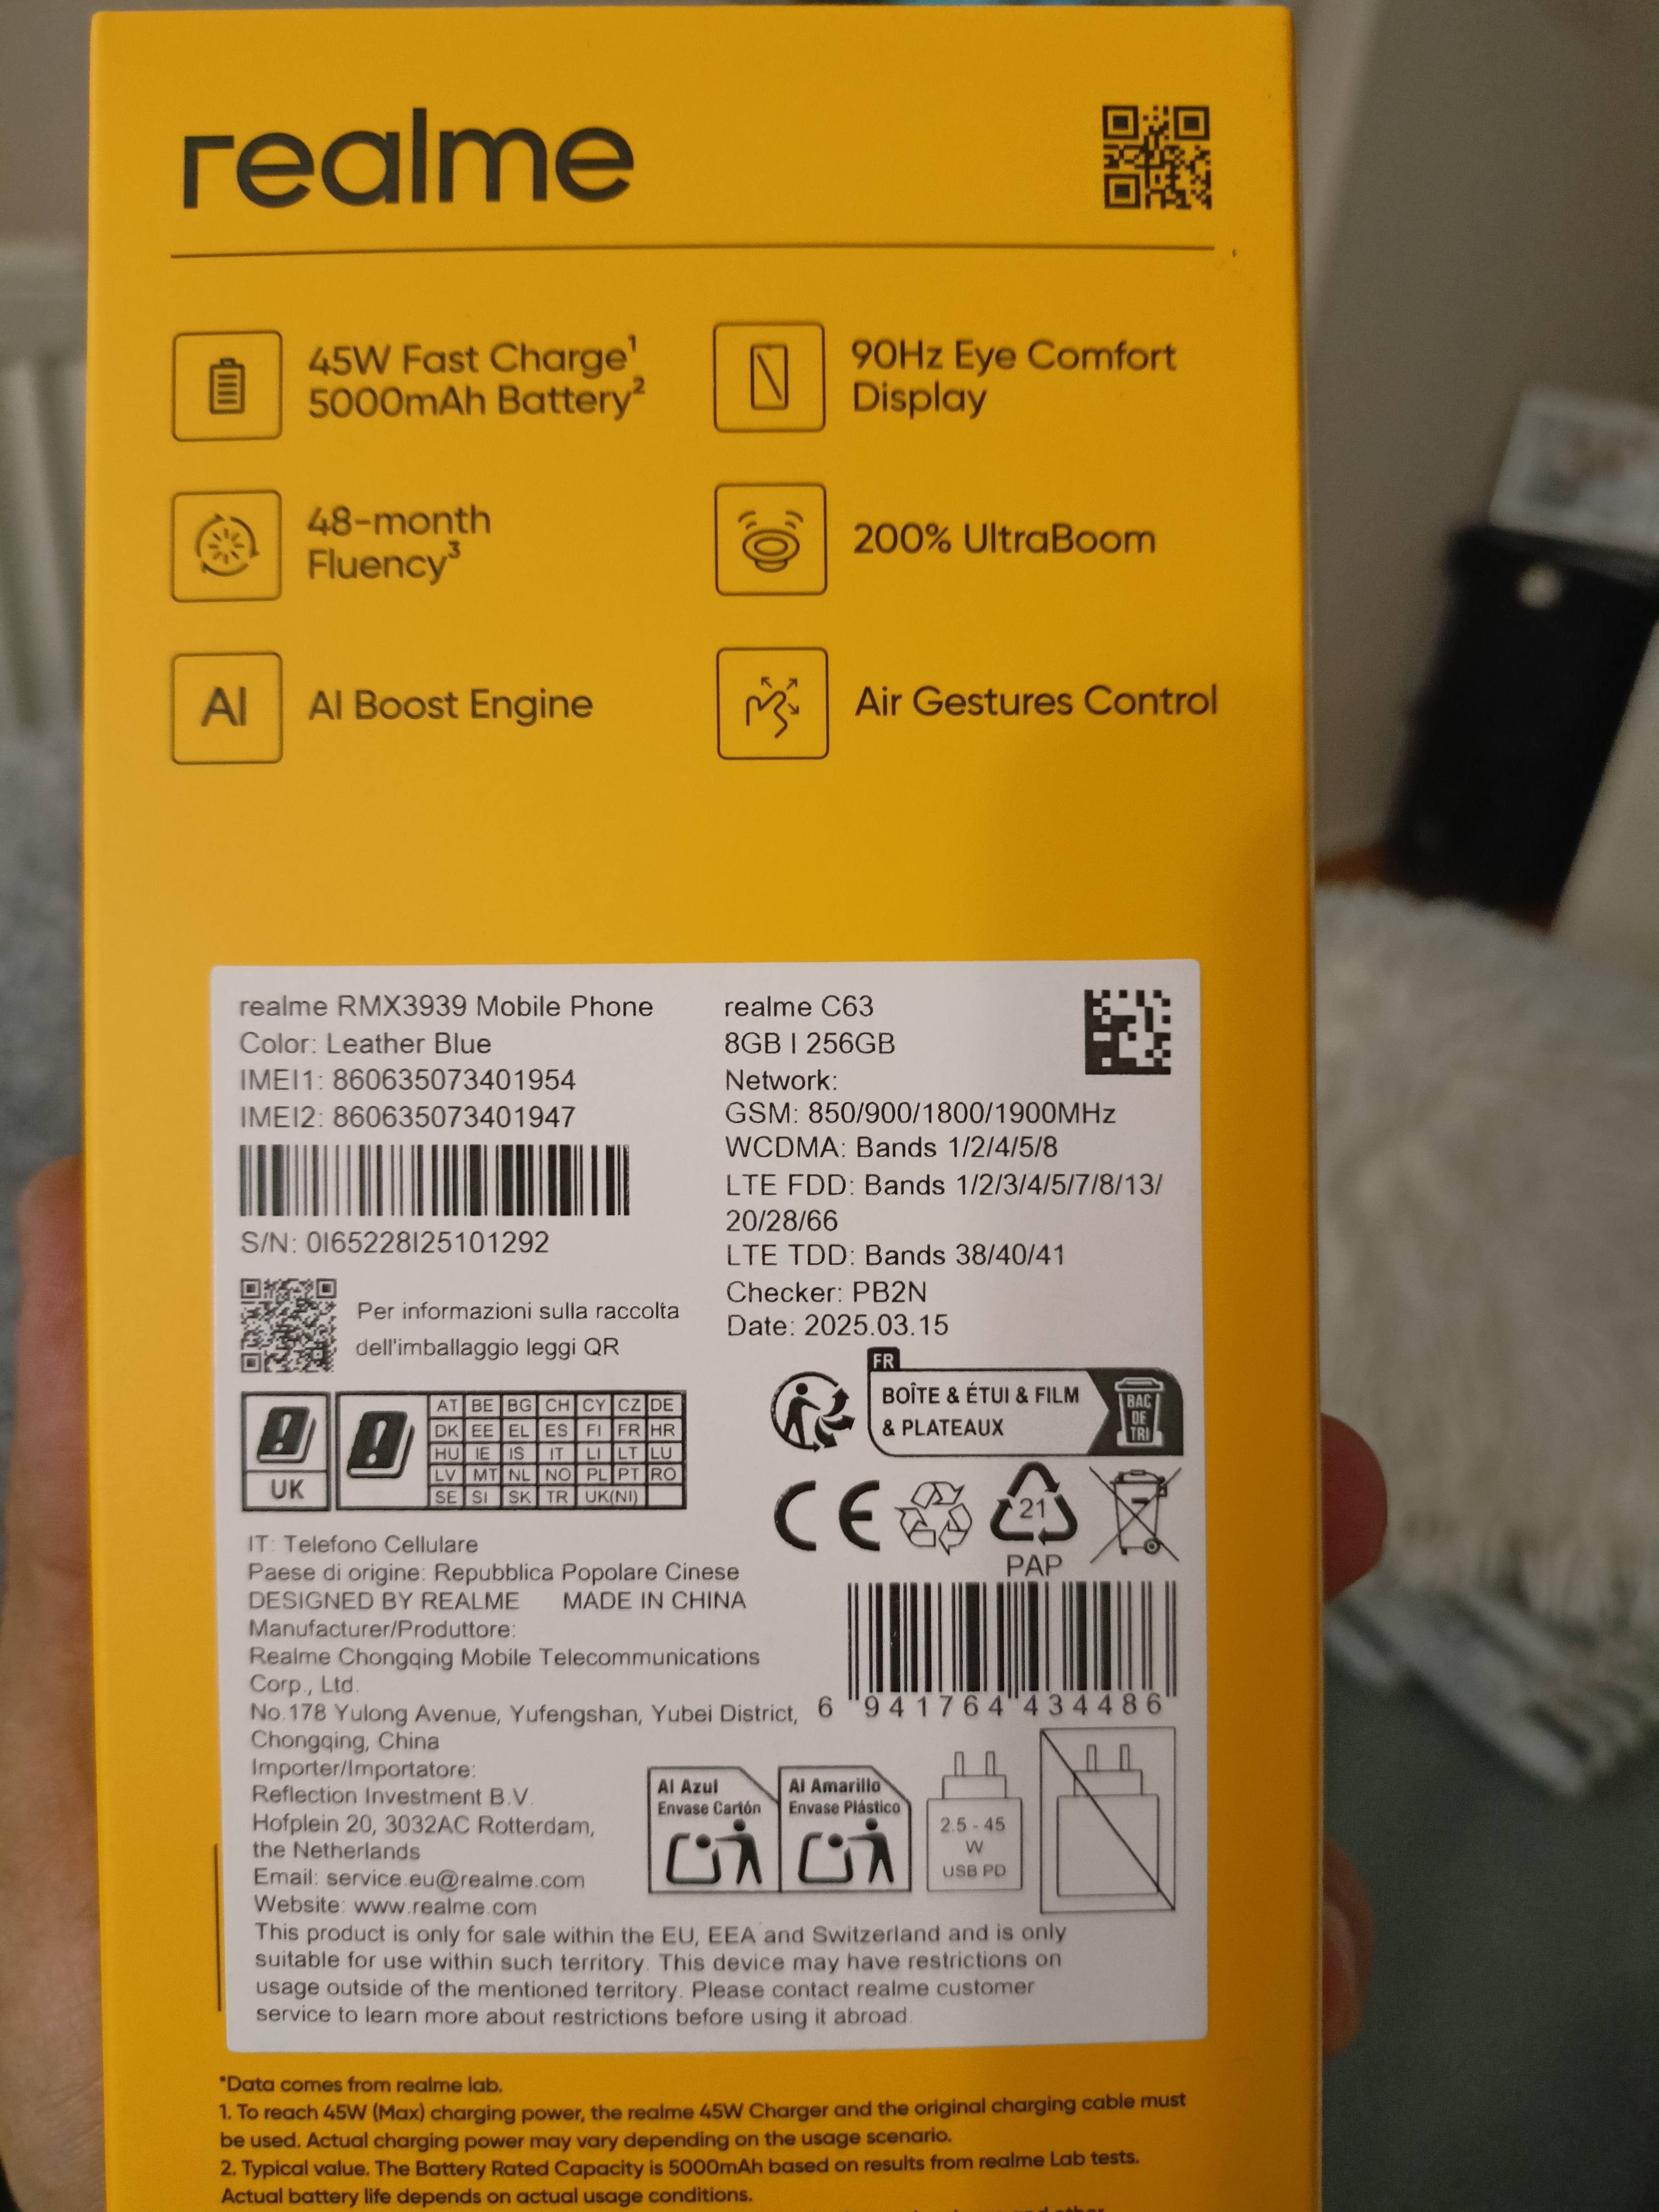 realme
45W Fast Charge¹
5000mAh Battery²
90Hz Eye Comfort
Display
48-month
Fluency³
200% UltraBoom
AI
AI Boost Engine
Air Gestures Control
realme RMX3939 Mobile Phone
Color: Leather Blue
IMEI1: 860635073401954
IMEI2: 860635073401947
S/N: 0I65228I25101292
Per informazioni sulla raccolta
dell'imballaggio leggi QR
realme C63
8GB I 256GB
Network:
GSM: 850/900/1800/1900MHz
WCDMA: Bands 1/2/4/5/8
LTE FDD: Bands 1/2/3/4/5/7/8/13/
20/28/66
LTE TDD: Bands 38/40/41
Checker: PB2N
Date: 2025.03.15
UK
AT BE BG CH CY CZ DE
DK EE EL ES FI FR HR
HU IE IS IT LI LT LU
LV MT NL NO PL PT RO
SE SI SK TR UK(NI)
FR
BOÎTE & ÉTUI & FILM
& PLATEAUX
BAC
DE
TRI
CE
21
PAP
IT: Telefono Cellulare
Paese di origine: Repubblica Popolare Cinese
DESIGNED BY REALME MADE IN CHINA
Manufacturer/Produttore:
Realme Chongqing Mobile Telecommunications
Corp., Ltd.
No.178 Yulong Avenue, Yufengshan, Yubei District,
Chongqing, China
Importer/Importatore:
Reflection Investment B.V.
Hofplein 20, 3032AC Rotterdam,
the Netherlands
Email: service.eu@realme.com
Website: www.realme.com
6 941764 434486
Al Azul
Envase Cartón
Al Amarillo
Envase Plástico
2.5 - 45
W
USB PD
This product is only for sale within the EU, EEA and Switzerland and is only
suitable for use within such territory. This device may have restrictions on
usage outside of the mentioned territory. Please contact realme customer
service to learn more about restrictions before using it abroad.
*Data comes from realme lab.
1. To reach 45W (Max) charging power, the realme 45W Charger and the original charging cable must
be used. Actual charging power may vary depending on the usage scenario.
2. Typical value. The Battery Rated Capacity is 5000mAh based on results from realme Lab tests.
Actual battery life depends on actual usage conditions.